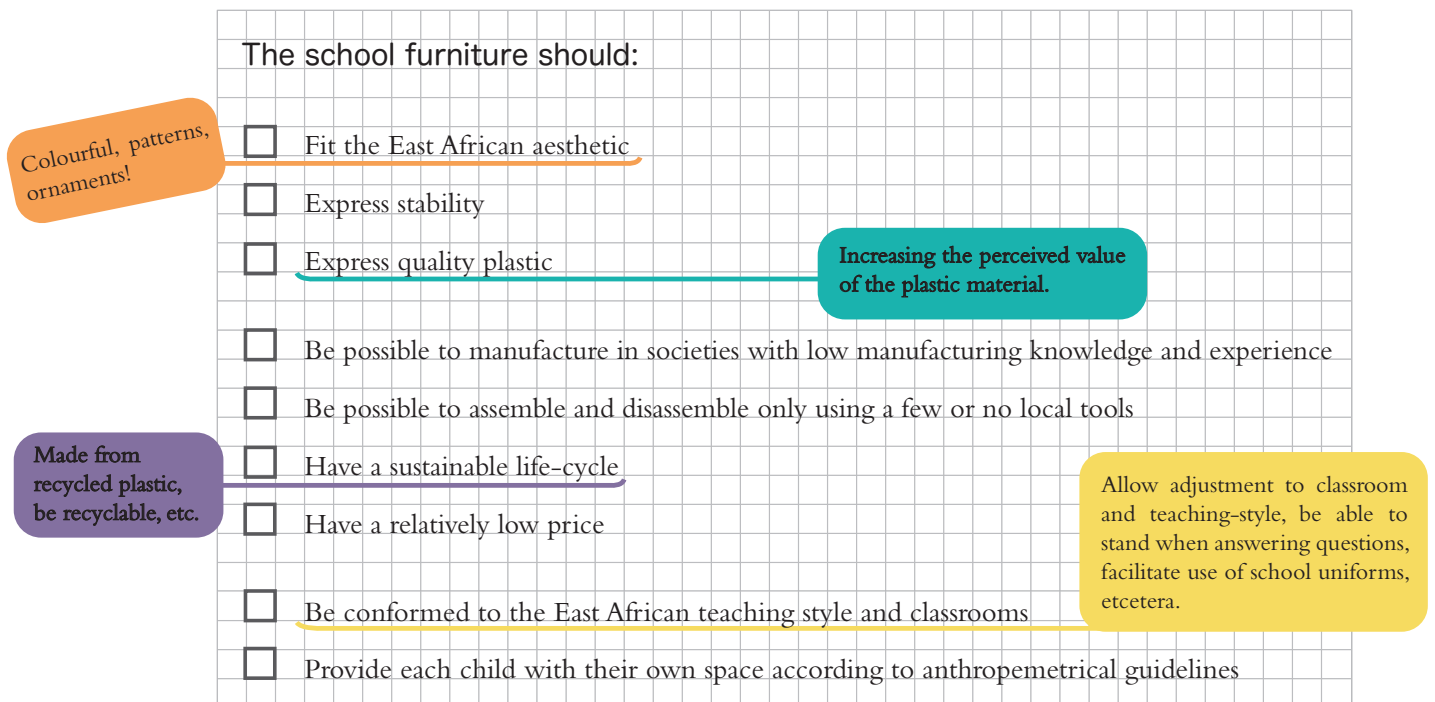 The school furniture should:
Colourful, patterns,
ornaments!
Fit the East African aesthetic
Express stability
Express quality plastic
Increasing the perceived value
of the plastic material.
Be possible to manufacture in societies with low manufacturing knowledge and experience
Be possible to assemble and disassemble only using a few or no local tools
Made from
recycled plastic,
be recyclable, etc.
Have a sustainable life-cycle
Have a relatively low price
Allow adjustment to classroom
and teaching-style, be able to
stand when answering questions,
facilitate use of school uniforms,
etcetera.
Be conformed to the East African teaching style and classrooms
Provide each child with their own space according to anthropemetrical guidelines